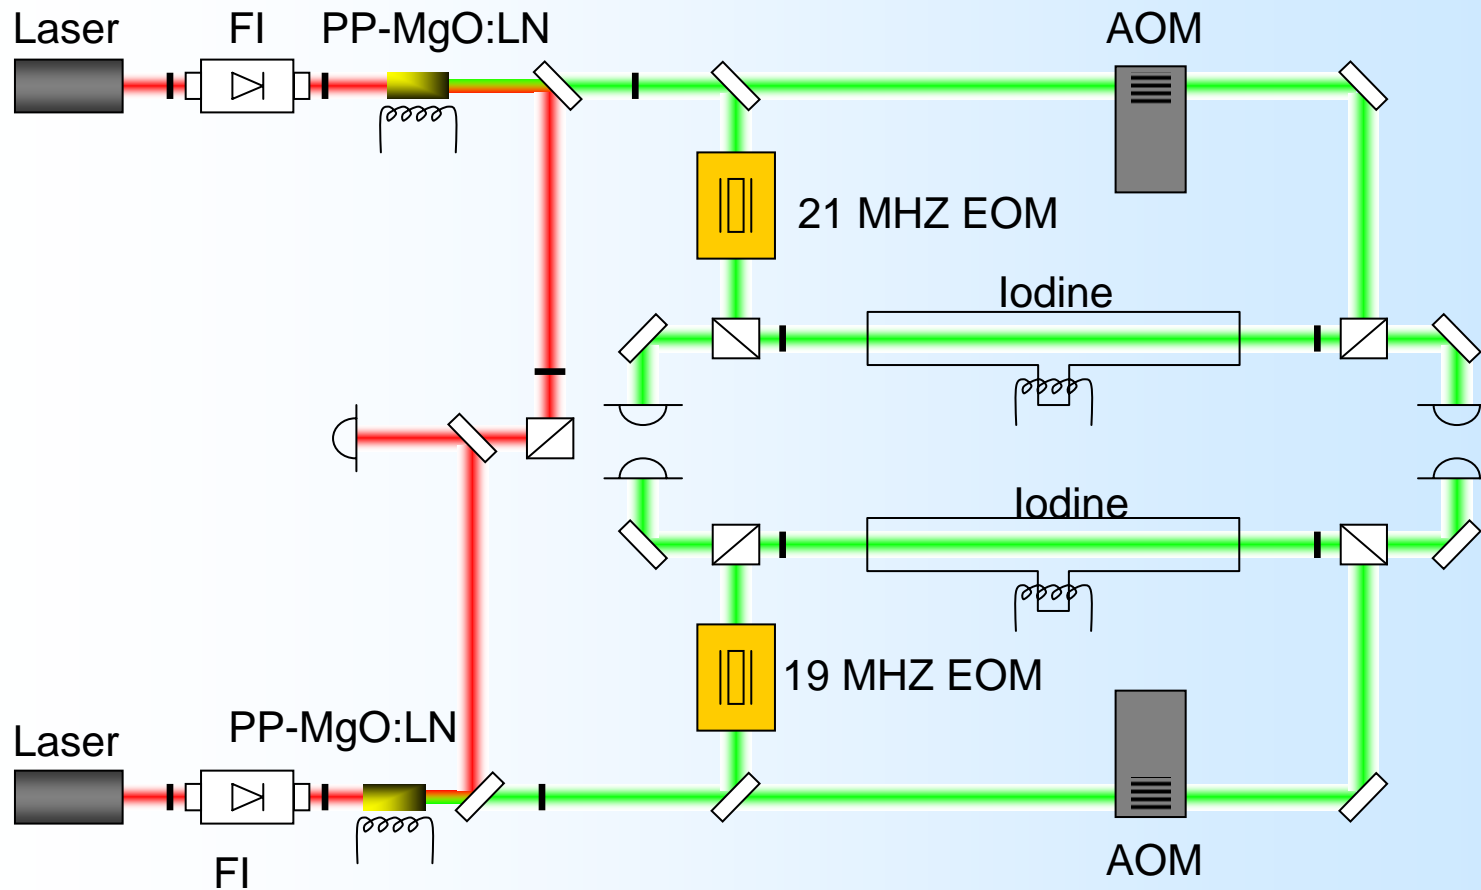 Laser
FI
PP-MgO:LN
AOM
21 MHZ EOM
Iodine
Iodine
19 MHZ EOM
PP-MgO:LN
Laser
AOM
FI